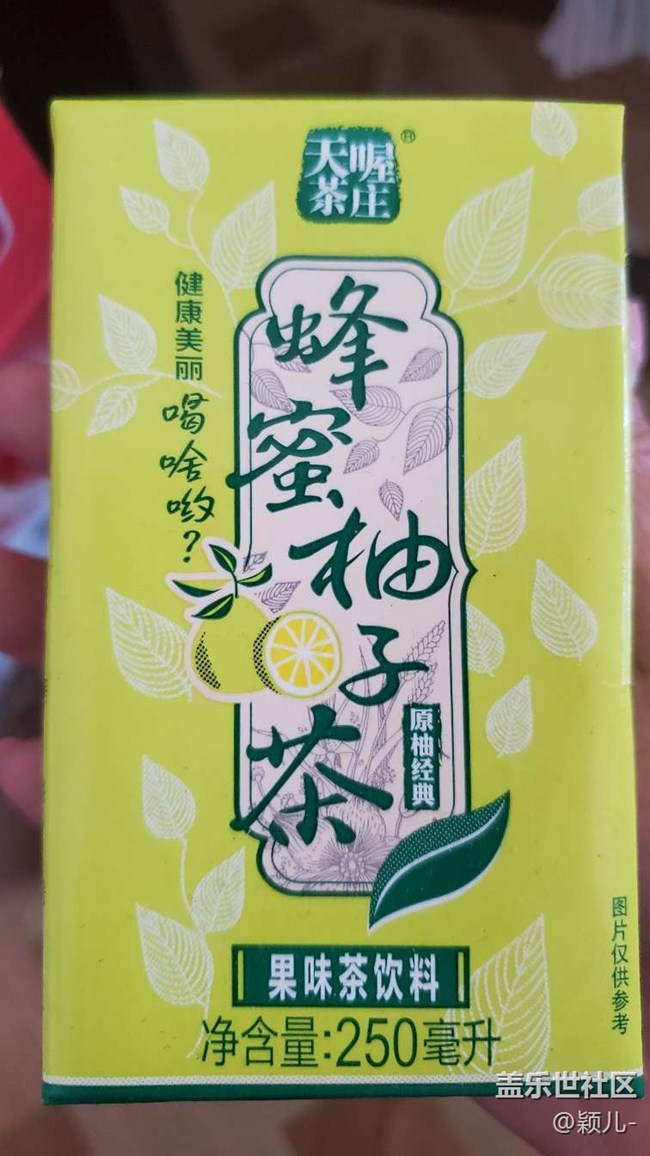 天喔®
茶庄
健康美丽
喝啥哟？
蜂蜜柚子茶
原柚经典
果味茶饮料
净含量:250毫升
图片仅供参考
盖乐世社区
@颖儿-